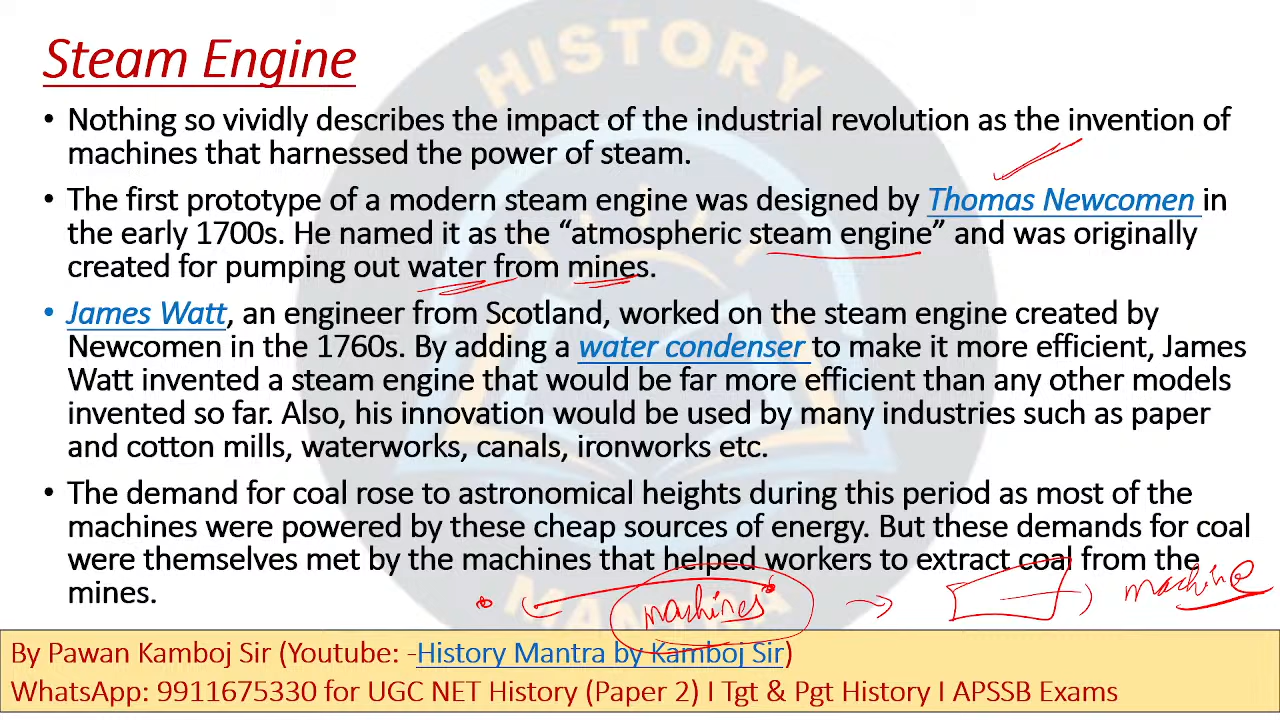 HISTORY
Steam Engine
• Nothing so vividly describes the impact of the industrial revolution as the invention of
machines that harnessed the power of steam.
• The first prototype of a modern steam engine was designed by Thomas Newcomen in
the early 1700s. He named it as the “atmospheric steam engine” and was originally
created for pumping out water from mines.
• James Watt, an engineer from Scotland, worked on the steam engine created by
Newcomen in the 1760s. By adding a water condenser to make it more efficient, James
Watt invented a steam engine that would be far more efficient than any other models
invented so far. Also, his innovation would be used by many industries such as paper
and cotton mills, waterworks, canals, ironworks etc.
• The demand for coal rose to astronomical heights during this period as most of the
machines were powered by these cheap sources of energy. But these demands for coal
were themselves met by the machines that helped workers to extract coal from the
mines.
MANTRA
machines
machine
By Pawan Kamboj Sir (Youtube: -History Mantra by Kamboj Sir)
WhatsApp: 9911675330 for UGC NET History (Paper 2) I Tgt & Pgt History I APSSB Exams